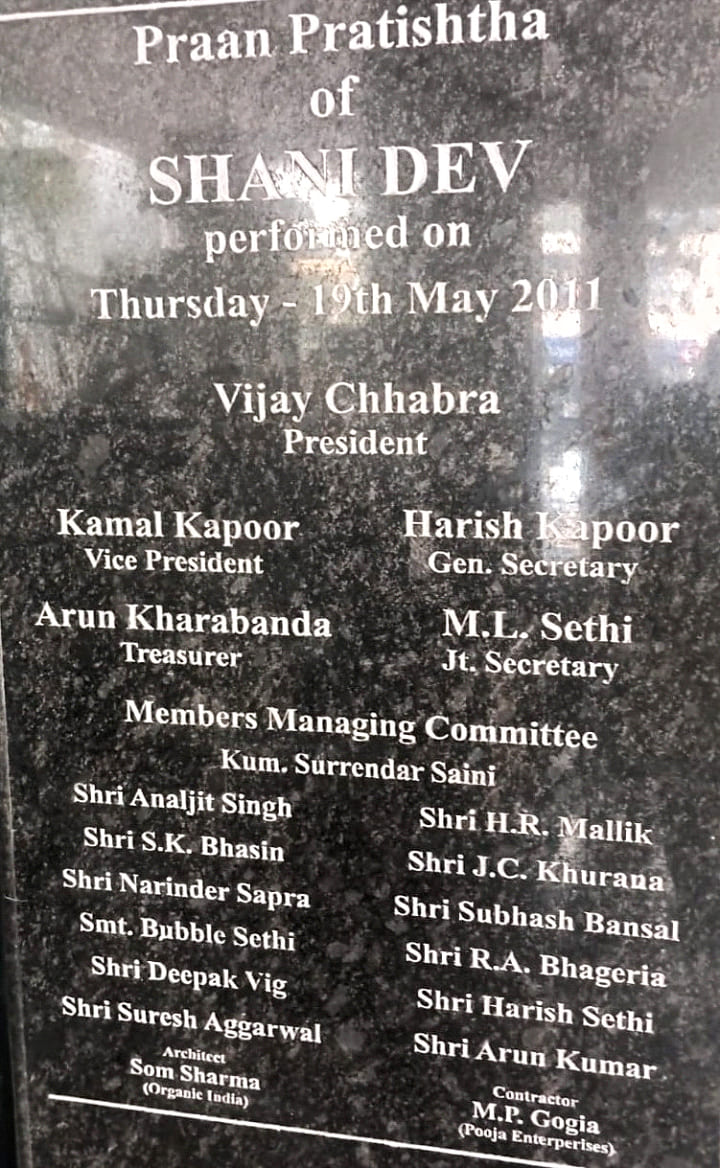 Praan Pratishtha
of
SHANI DEV
performed on
Thursday - 19th May 2011
Vijay Chhabra
President
Kamal Kapoor
Vice President
Harish Kapoor
Gen. Secretary
Arun Kharabanda
Treasurer
M.L. Sethi
Jt. Secretary
Members Managing Committee
Kum. Surrendar Saini
Shri Analjit Singh
Shri S.K. Bhasin
Shri Narinder Sapra
Smt. Bubble Sethi
Shri Deepak Vig
Shri Suresh Aggarwal
Shri H.R. Mallik
Shri J.C. Khurana
Shri Subhash Bansal
Shri R.A. Bhageria
Shri Harish Sethi
Shri Arun Kumar
Architect
Som Sharma
(Organic India)
Contractor
M.P. Gogia
(Pooja Enterperises)